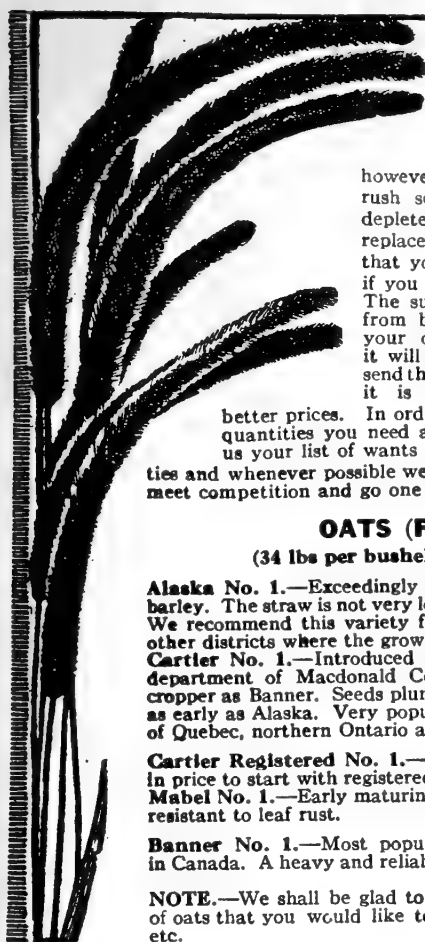 howeve
rush s
deplete
replace
that yo
if you
The su
from b
your o
it will
send th
it is
better prices. In ord
quantities you need a
us your list of wants
ties and whenever possible we
meet competition and go one
OATS (F
(34 lbs per bushe
Alaska No. 1.—Exceedingly
barley. The straw is not very l
We recommend this variety f
other districts where the grow
Cartier No. 1.—Introduced
department of Macdonald C
cropper as Banner. Seeds plu
as early as Alaska. Very popu
of Quebec, northern Ontario a
Cartier Registered No. 1.—
in price to start with registere
Mabel No. 1.—Early maturin
resistant to leaf rust.
Banner No. 1.—Most popu
in Canada. A heavy and reliab
NOTE.—We shall be glad to
of oats that you would like t
etc.